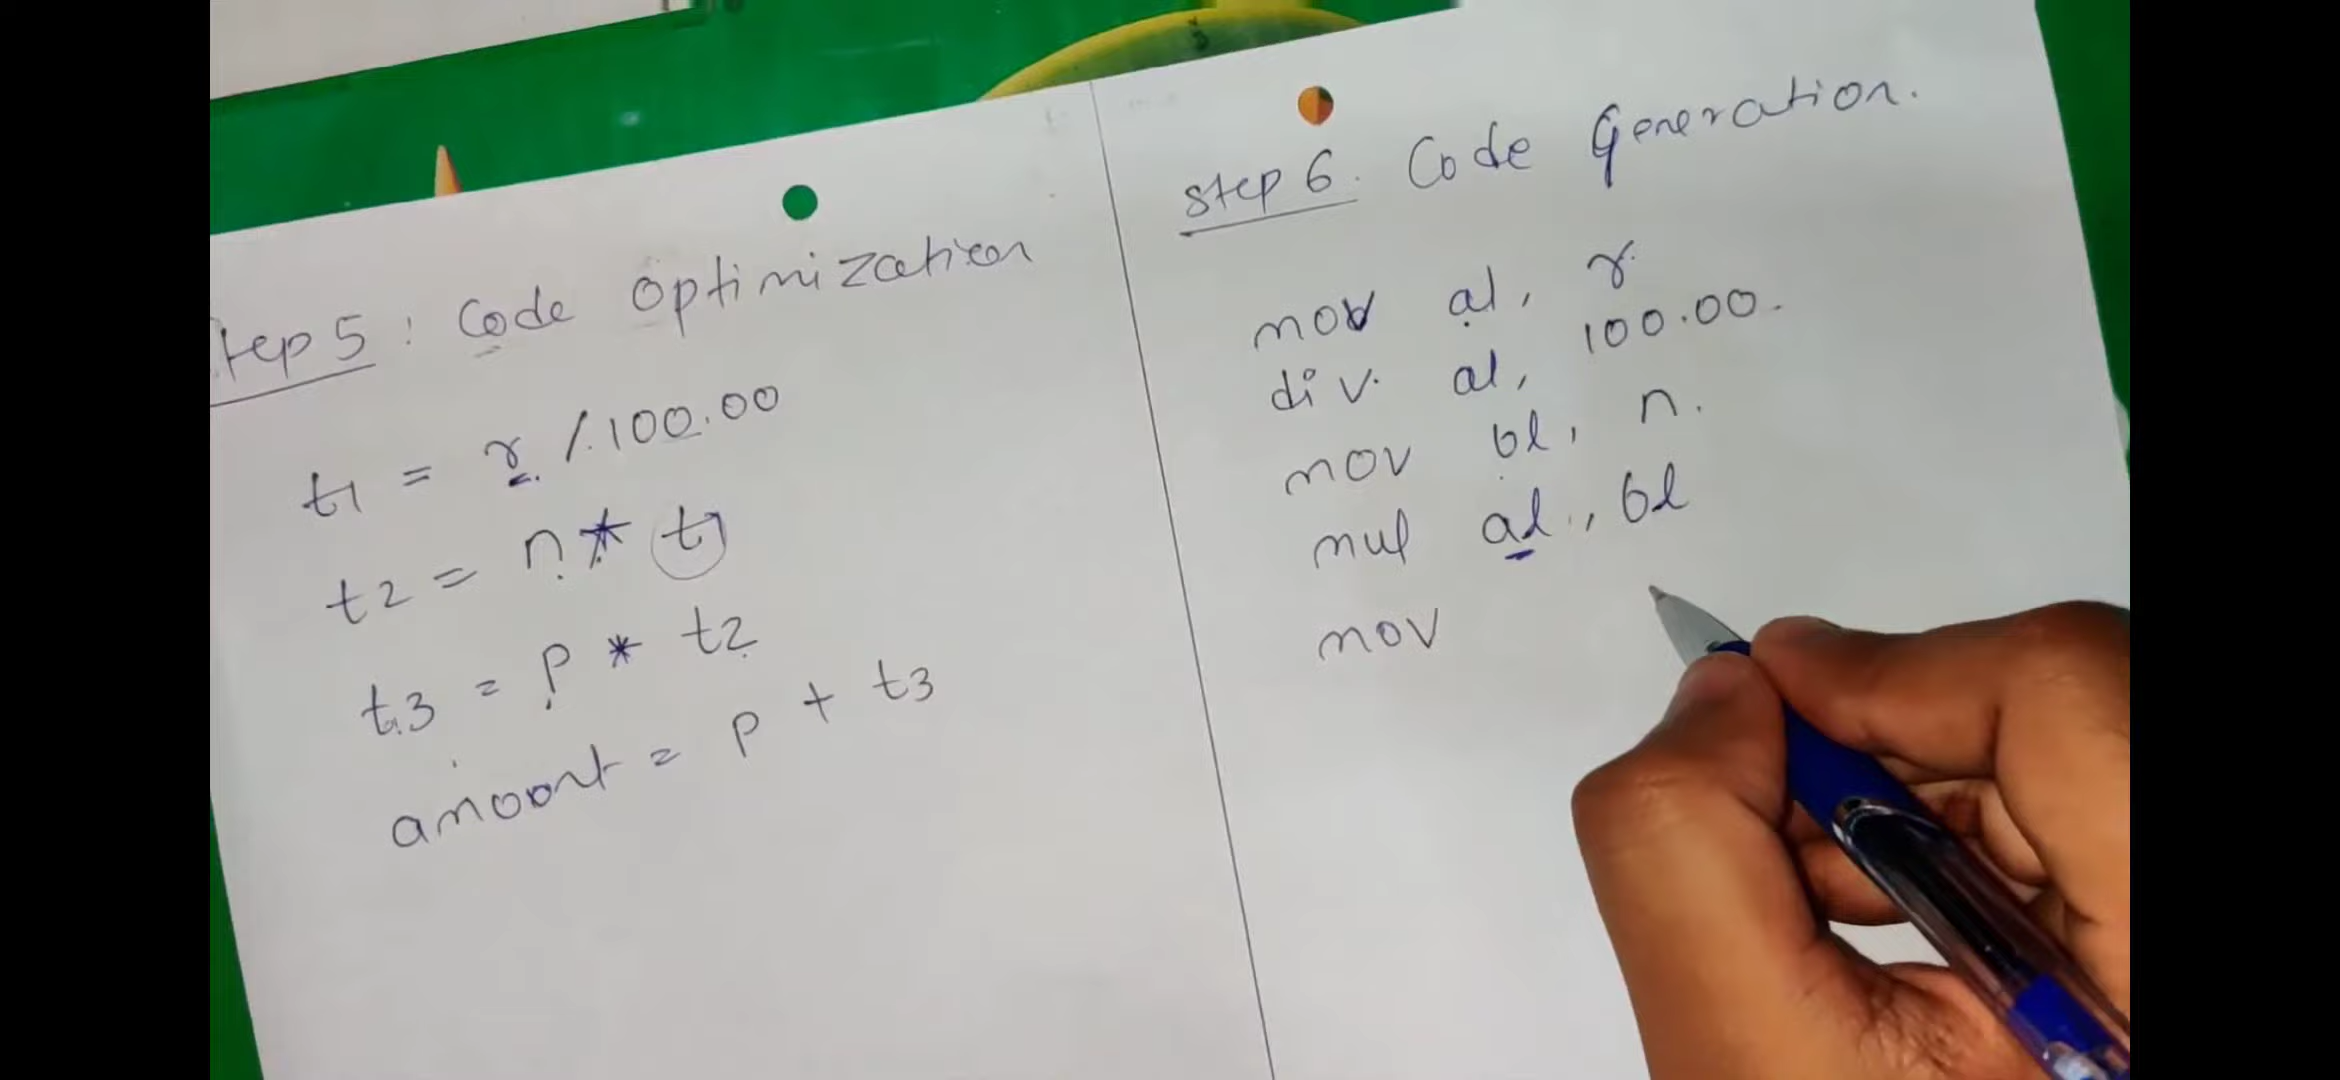 tep 5 : Code Optimization
t1 = r / 100.00
t2 = n * t1
t3 = p * t2
amount = p + t3
step 6. Code Generation.
mov al, r
div. al, 100.00.
mov bl, n.
mul al, bl
mov